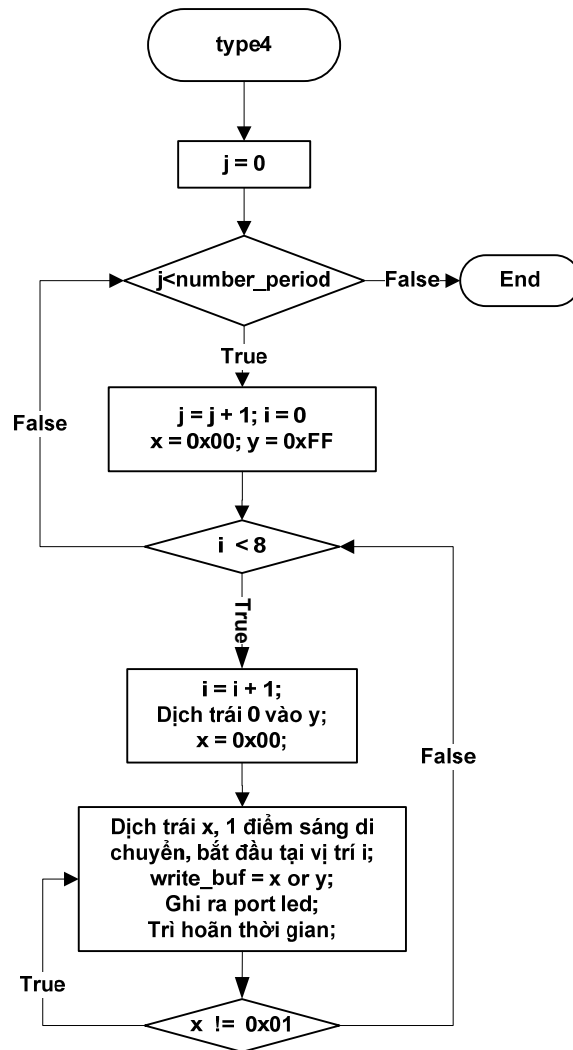 type4
j = 0
j<number_period
False
End
True
j = j + 1; i = 0
x = 0x00; y = 0xFF
False
i < 8
True
i = i + 1;
Dịch trái 0 vào y;
x = 0x00;
False
Dịch trái x, 1 điểm sáng di
chuyển, bắt đầu tại vị trí i;
write_buf = x or y;
Ghi ra port led;
Trì hoãn thời gian;
True
x != 0x01